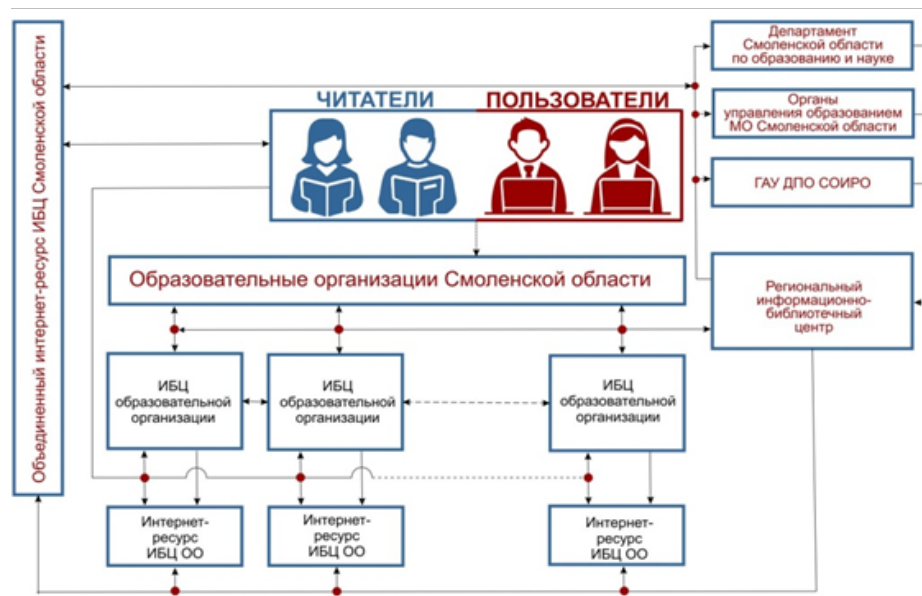 Объединенный интернет-ресурс ИБЦ Смоленской области
ЧИТАТЕЛИ
ПОЛЬЗОВАТЕЛИ
Департамент
Смоленской области
по образованию и науке
Органы
управления образованием
МО Смоленской области
ГАУ ДПО СОИРО
Образовательные организации Смоленской области
Региональный
информационно-
библиотечный
центр
ИБЦ
образовательной
организации
ИБЦ
образовательной
организации
ИБЦ
образовательной
организации
Интернет-
ресурс
ИБЦ ОО
Интернет-
ресурс
ИБЦ ОО
Интернет-
ресурс
ИБЦ ОО